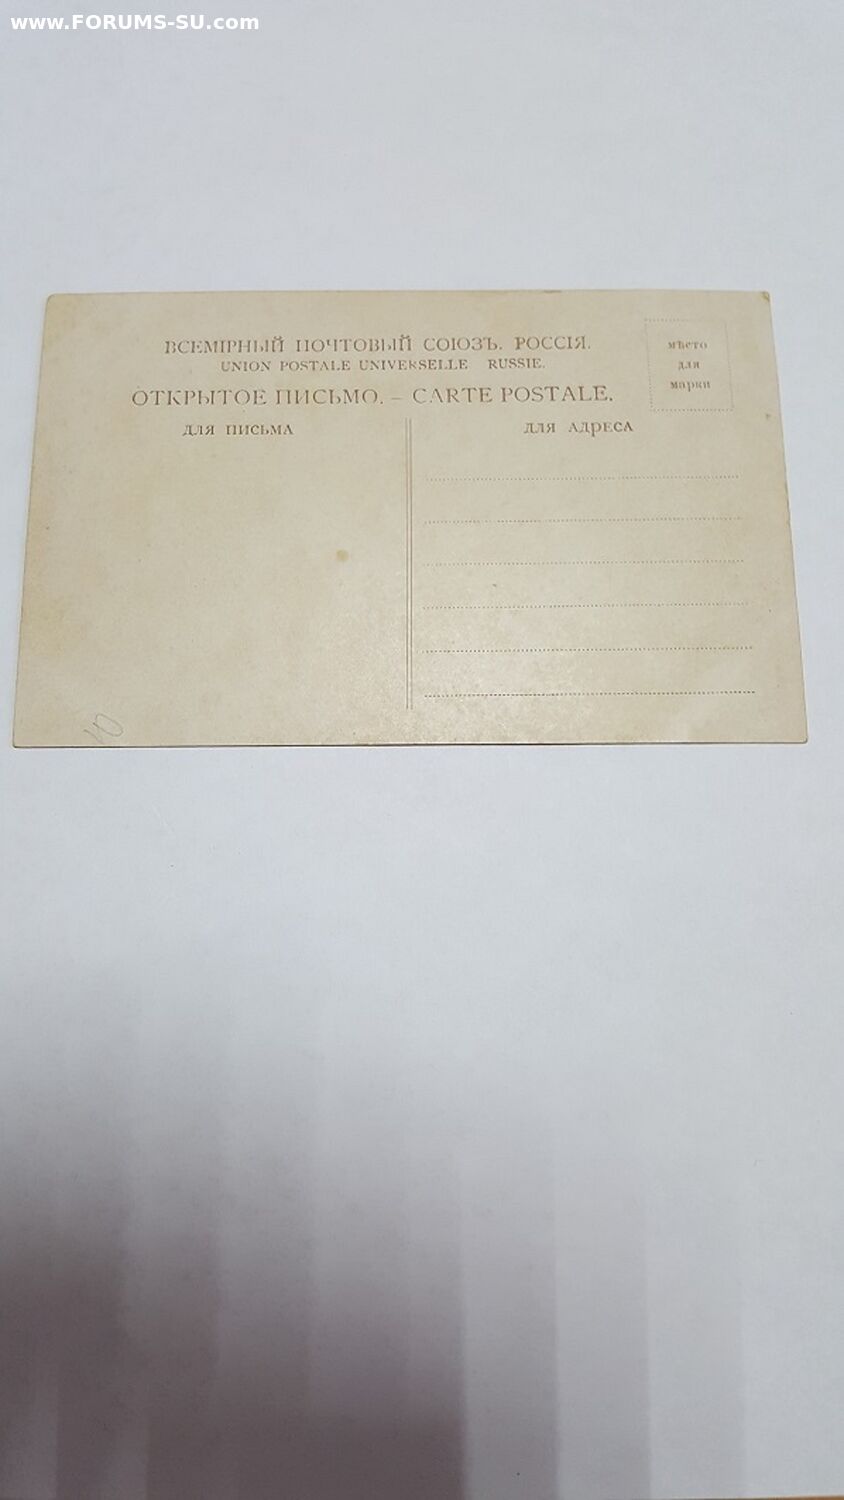 www.FORUMS-SU.com
ВСЕМІРНЫЙ ПОЧТОВЫЙ СОЮЗЪ. РОССІЯ.
UNION POSTALE UNIVERSELLE RUSSIE.
ОТКРЫТОЕ ПИСЬМО. – CARTE POSTALE.
мѣсто
для
марки
для письма
для адреса